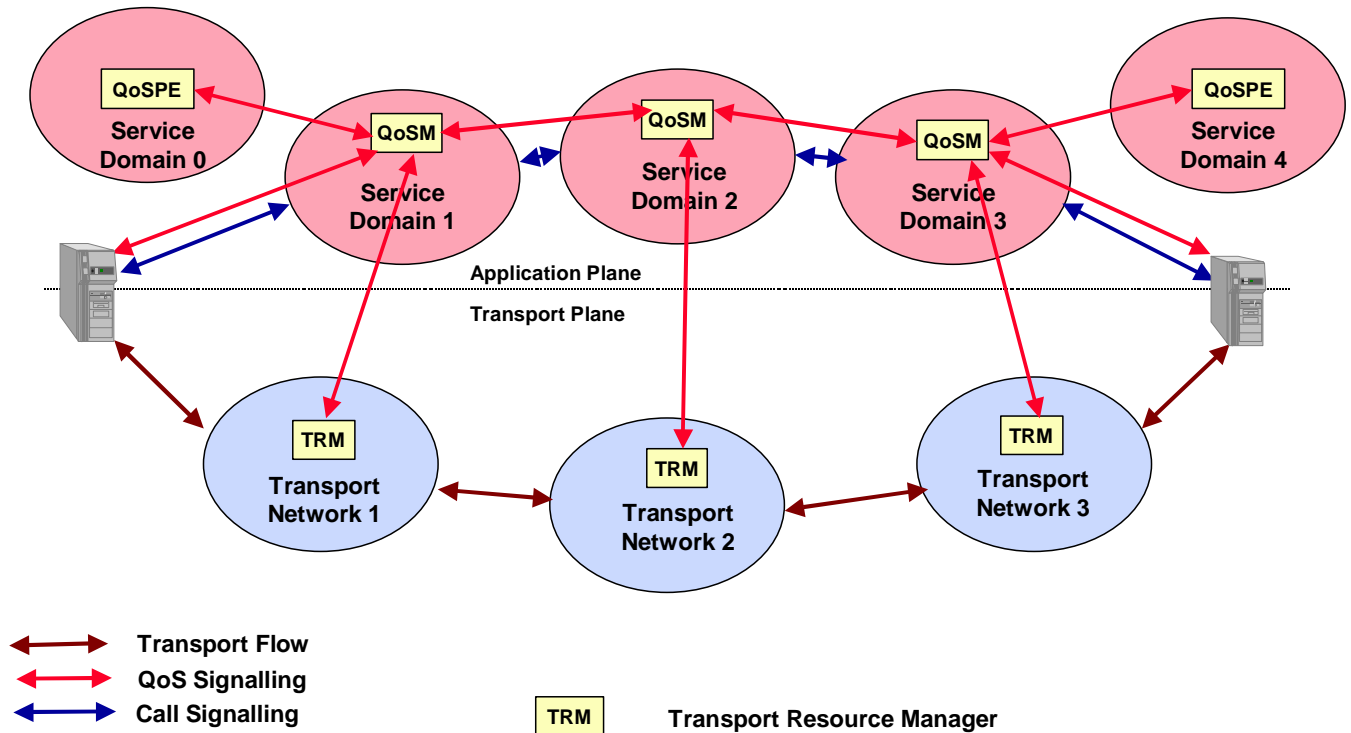 QoSPE
Service
Domain 0
QoSM
Service
Domain 1
QoSM
Service
Domain 2
QoSM
Service
Domain 3
QoSPE
Service
Domain 4
Application Plane
Transport Plane
TRM
Transport
Network 1
TRM
Transport
Network 2
TRM
Transport
Network 3
Transport Flow
QoS Signalling
Call Signalling
TRM Transport Resource Manager